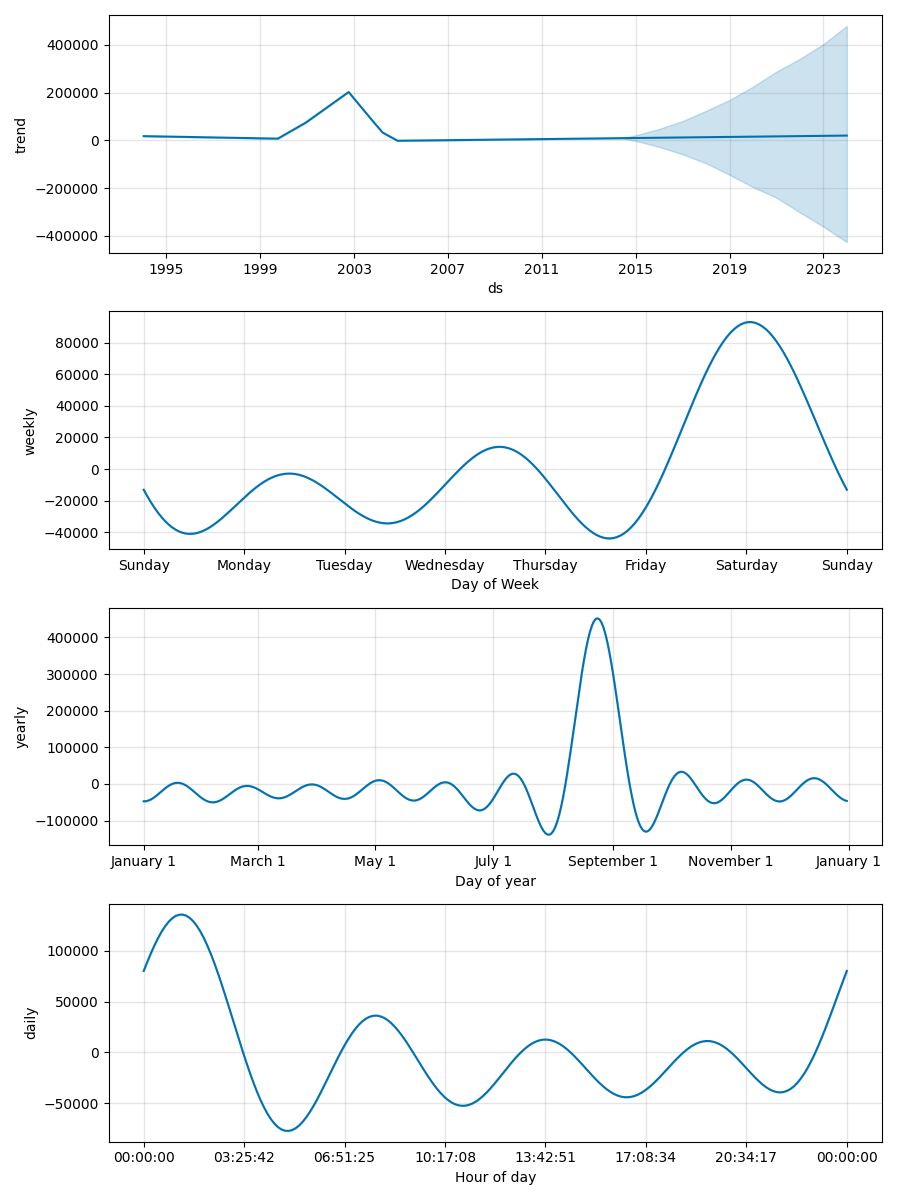 400000
200000
0
−200000
−400000
trend
1995 1999 2003 2007 2011 2015 2019 2023
ds
80000
60000
40000
20000
0
−20000
−40000
weekly
Sunday Monday Tuesday Wednesday Thursday Friday Saturday Sunday
Day of Week
400000
300000
200000
100000
0
−100000
yearly
January 1 March 1 May 1 July 1 September 1 November 1 January 1
Day of year
100000
50000
0
−50000
daily
00:00:00 03:25:42 06:51:25 10:17:08 13:42:51 17:08:34 20:34:17 00:00:00
Hour of day